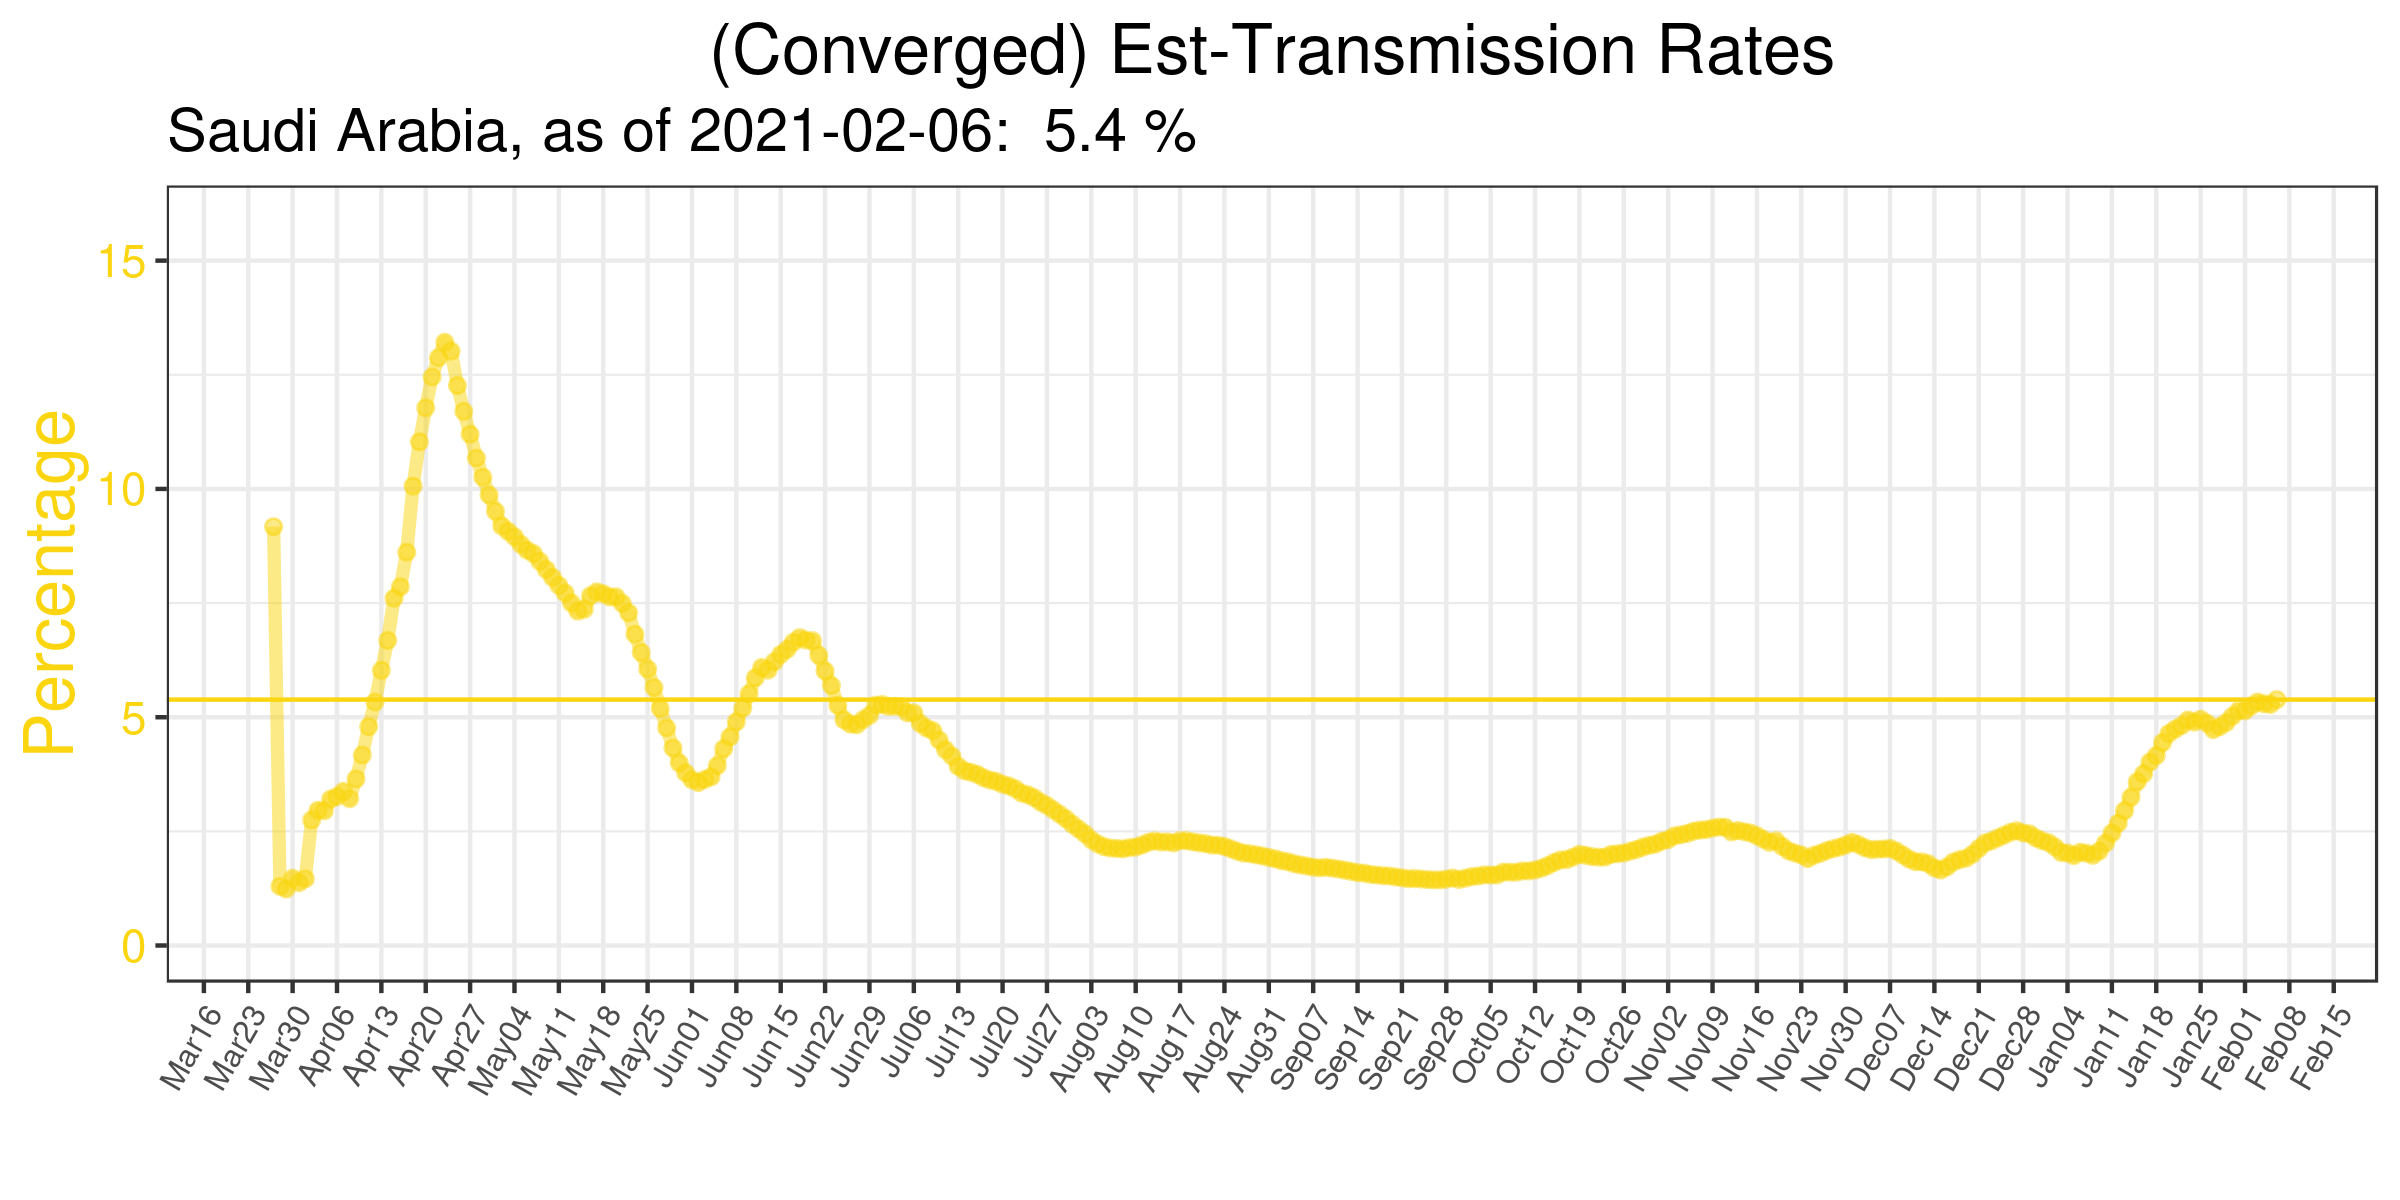 (Converged) Est-Transmission Rates
Saudi Arabia, as of 2021-02-06:  5.4 %
Percentage
15
10
5
0
Mar16
Mar23
Mar30
Apr06
Apr13
Apr20
Apr27
May04
May11
May18
May25
Jun01
Jun08
Jun15
Jun22
Jun29
Jul06
Jul13
Jul20
Jul27
Aug03
Aug10
Aug17
Aug24
Aug31
Sep07
Sep14
Sep21
Sep28
Oct05
Oct12
Oct19
Oct26
Nov02
Nov09
Nov16
Nov23
Nov30
Dec07
Dec14
Dec21
Dec28
Jan04
Jan11
Jan18
Jan25
Feb01
Feb08
Feb15